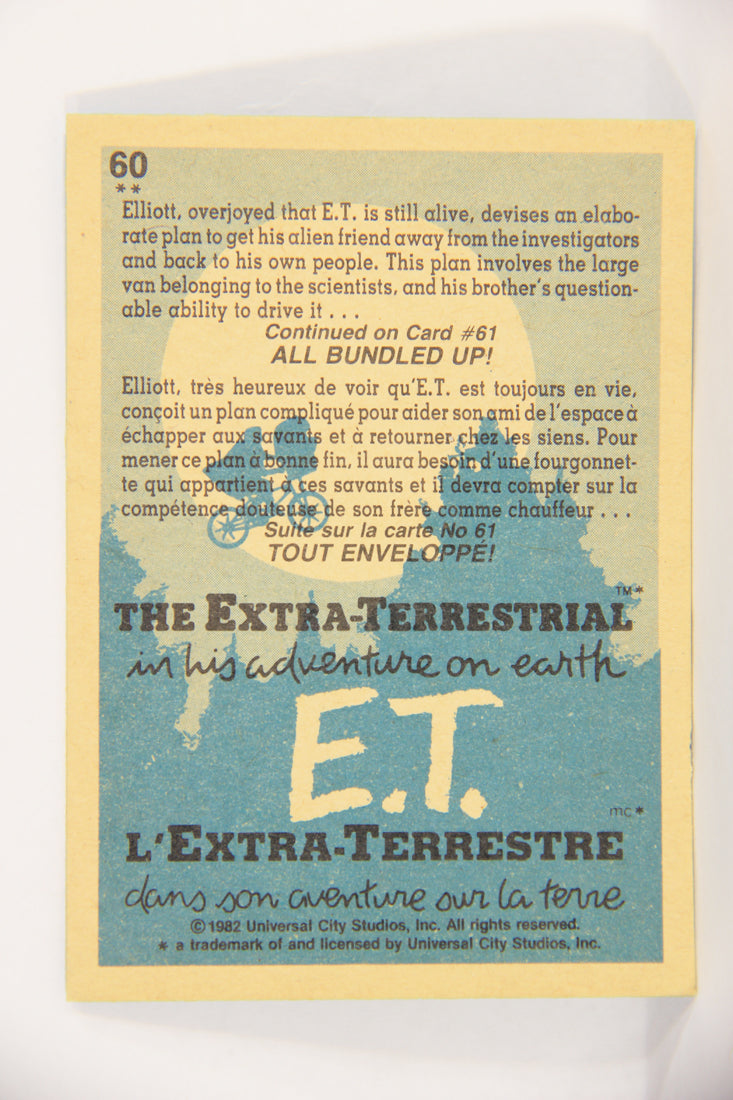 60
**
Elliott, overjoyed that E.T. is still alive, devises an elabo-
rate plan to get his alien friend away from the investigators
and back to his own people. This plan involves the large
van belonging to the scientists, and his brother's question-
able ability to drive it . . .
Continued on Card #61
ALL BUNDLED UP!
Elliott, très heureux de voir qu'E.T. est toujours en vie,
conçoit un plan compliqué pour aider son ami de l'espace à
échapper aux savants et à retourner chez les siens. Pour
mener ce plan à bonne fin, il aura besoin d'une fourgonnet-
te qui appartient à ces savants et il devra compter sur la
compétence douteuse de son frère comme chauffeur . . .
Suite sur la carte No 61
TOUT ENVELOPPÉ!
THE EXTRA-TERRESTRIAL TM*
in his adventure on earth
E.T.
mc*
L'EXTRA-TERRESTRE
dans son aventure sur la terre
©1982 Universal City Studios, Inc. All rights reserved.
* a trademark of and licensed by Universal City Studios, Inc.